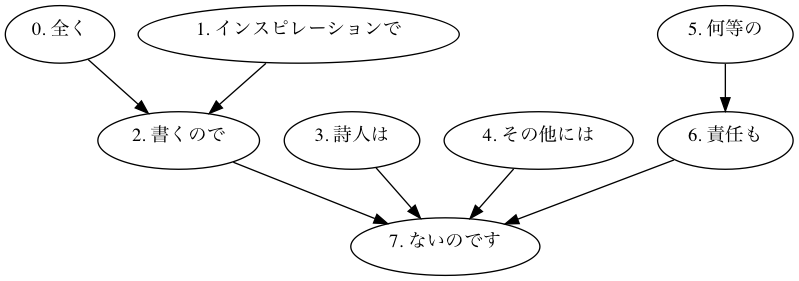 0. 全く
1. インスピレーションで
5. 何等の
2. 書くので
3. 詩人は
4. その他には
6. 責任も
7. ないのです